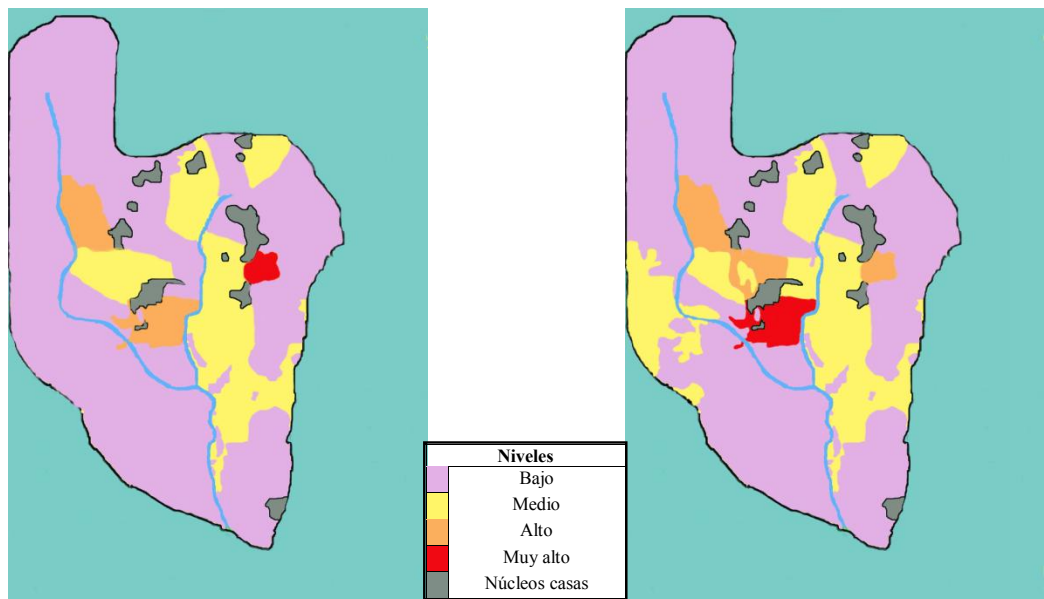 Niveles
Bajo
Medio
Alto
Muy alto
Núcleos casas